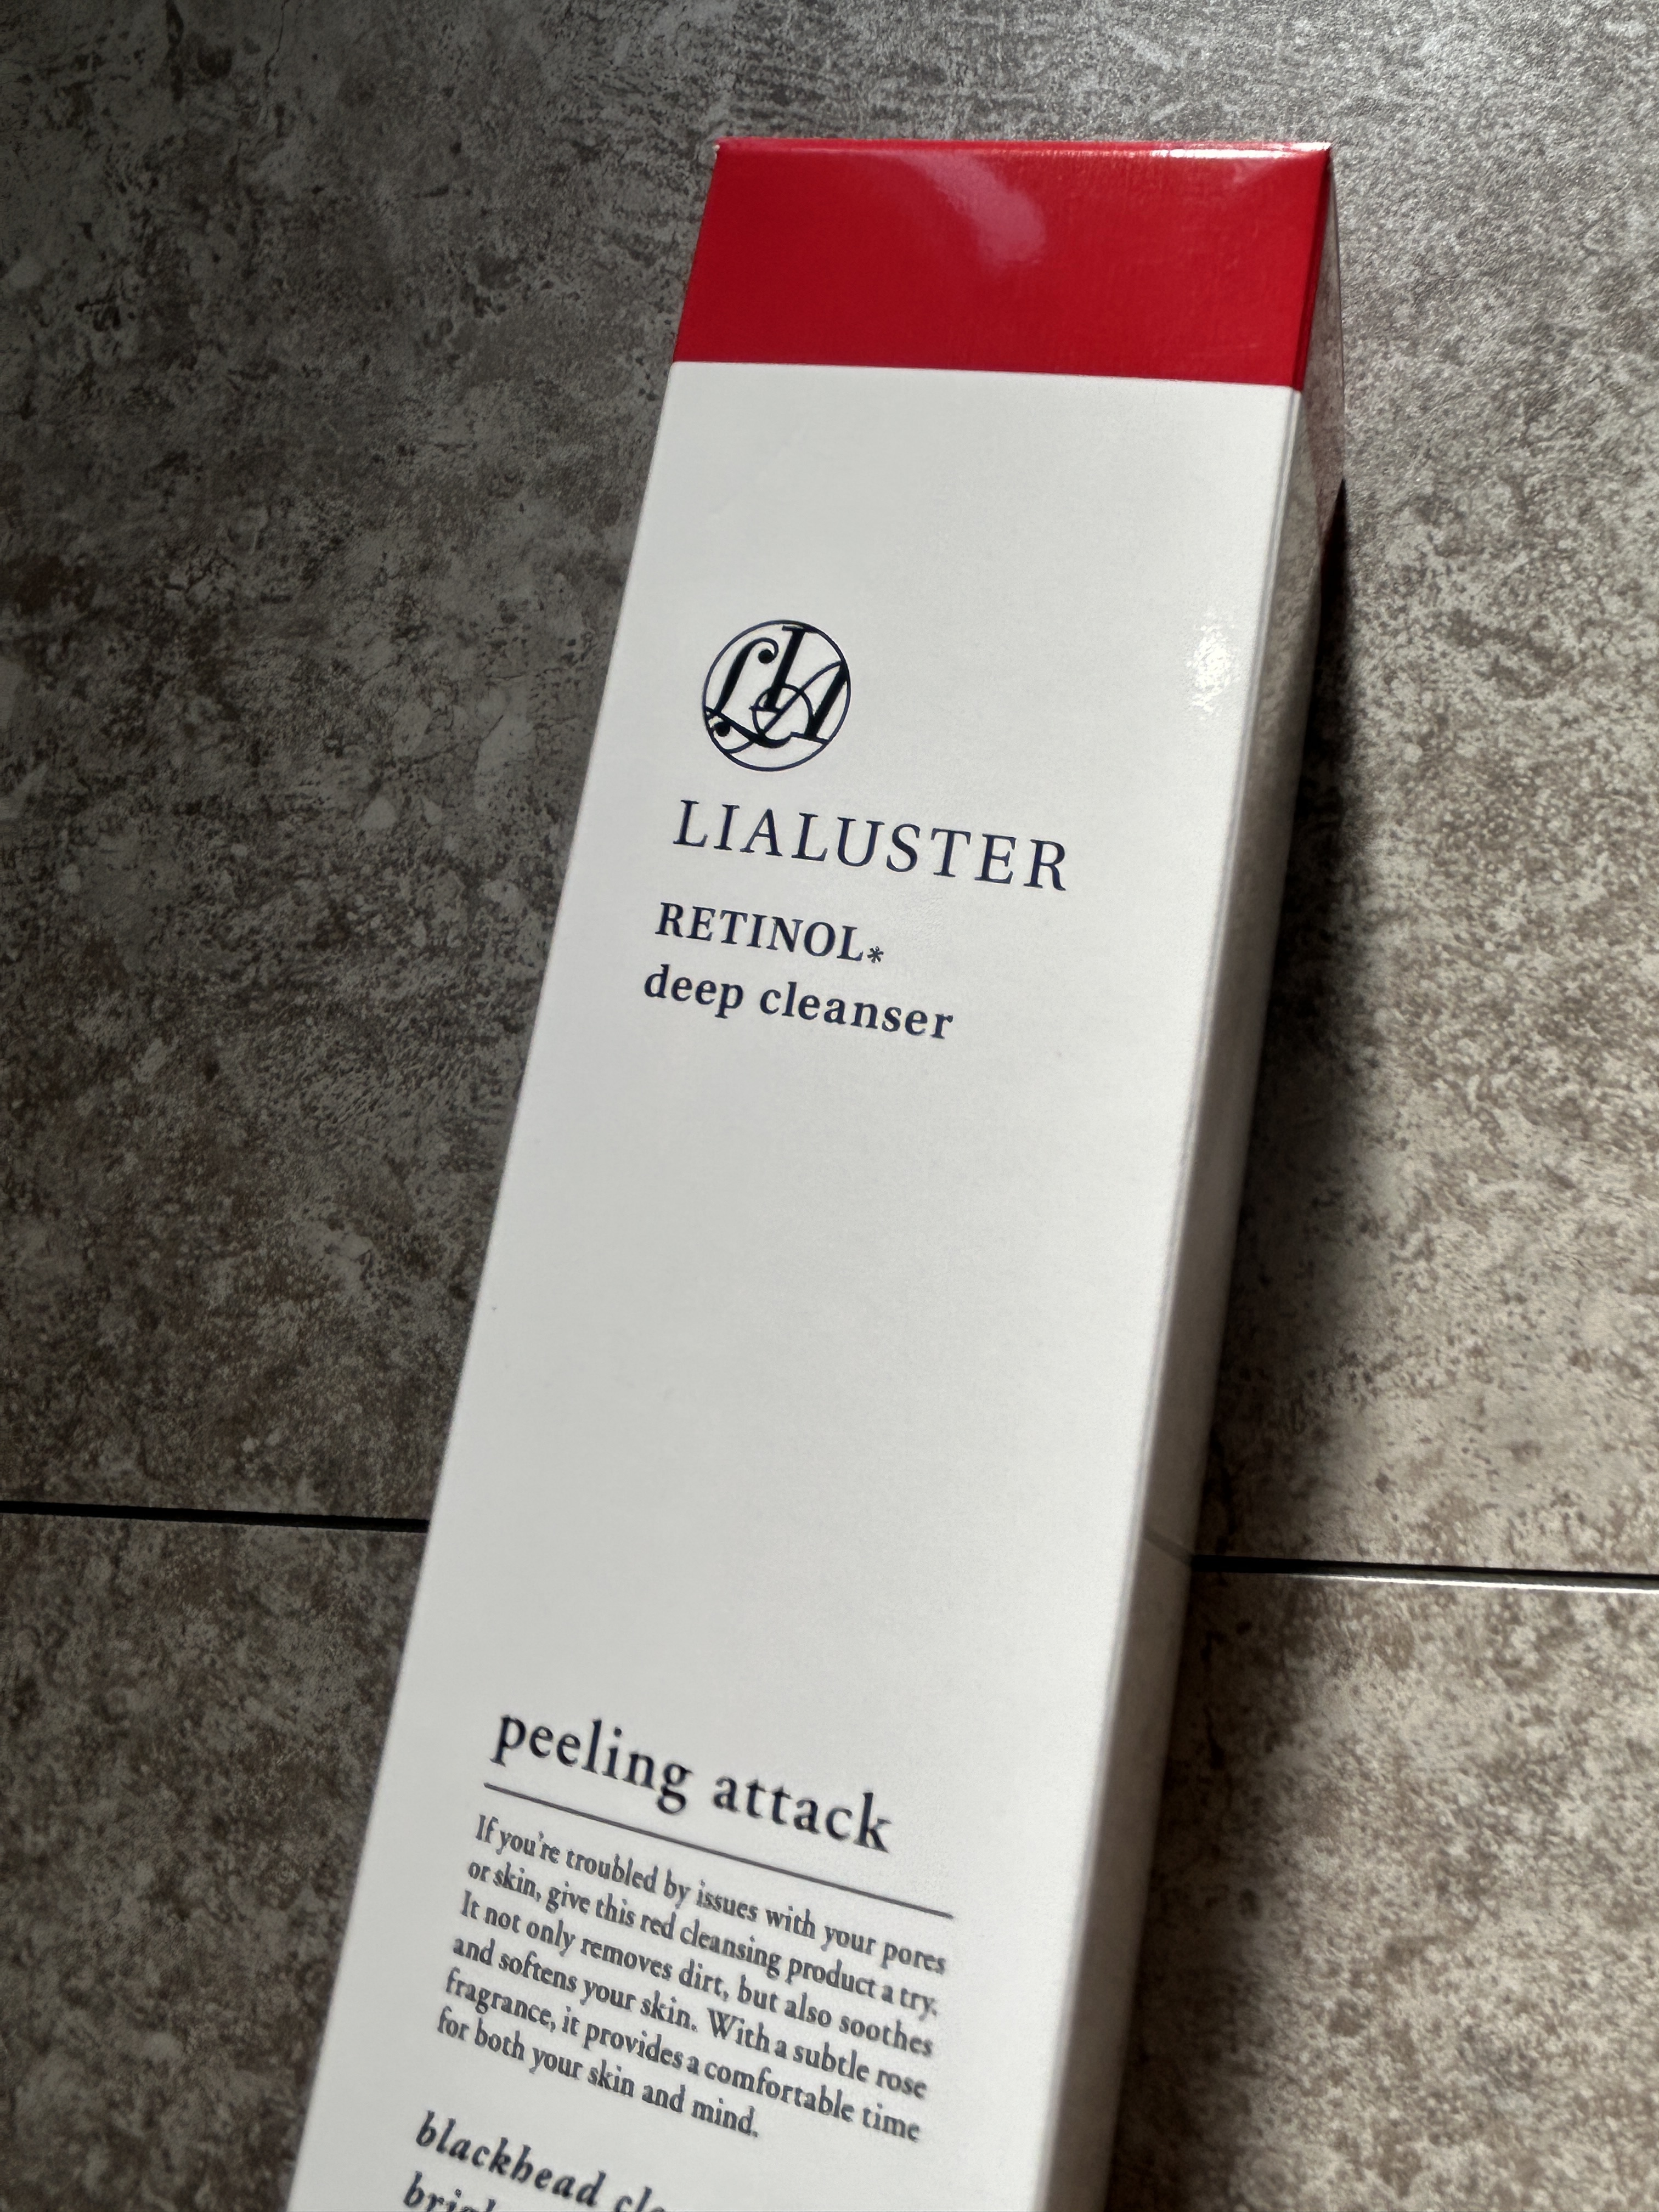 LIA
LIALUSTER
RETINOL*
deep cleanser
peeling attack
If you're troubled by issues with your pores
or skin, give this red cleansing product a try.
It not only removes dirt, but also soothes
and softens your skin. With a subtle rose
fragrance, it provides a comfortable time
for both your skin and mind.
blackhead